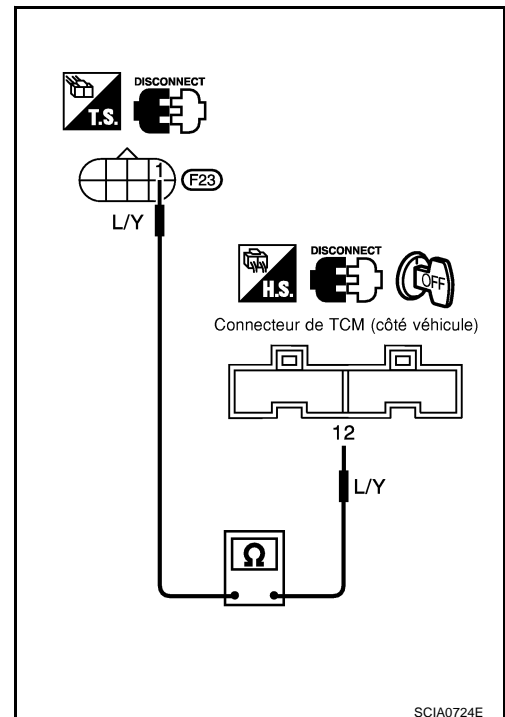 DISCONNECT
T.S.
1
F23
L/Y
DISCONNECT
H.S.
OFF
Connecteur de TCM (côté véhicule)
12
L/Y
Ω
SCIA0724E